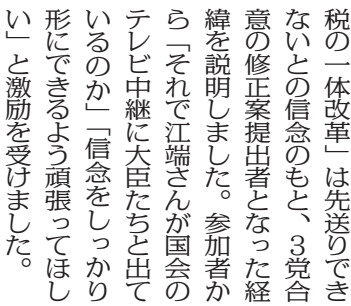 税の一体改革」は先送りでき
ないとの信念のもと、３党合
意の修正案提出者となった経
緯を説明しました。参加者か
ら「それで江端さんが国会の
テレビ中継に大臣たちと出て
いるのか」「信念をしっかり
形にできるよう頑張ってほし
い」と激励を受けました。